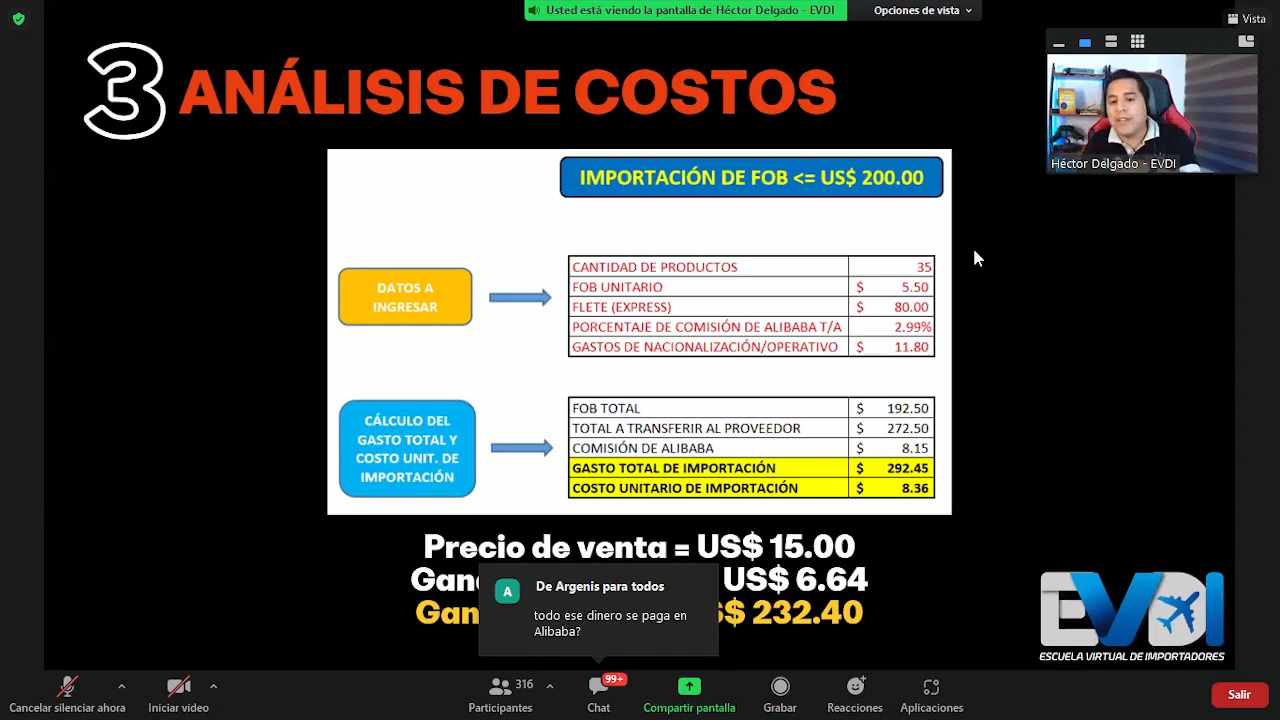 Usted está viendo la pantalla de Héctor Delgado - EVDI
Opciones de vista
Vista
3 ANÁLISIS DE COSTOS
Héctor Delgado - EVDI
IMPORTACIÓN DE FOB <= US$ 200.00
DATOS A
INGRESAR
CANTIDAD DE PRODUCTOS 35
FOB UNITARIO $ 5.50
FLETE (EXPRESS) $ 80.00
PORCENTAJE DE COMISIÓN DE ALIBABA T/A 2.99%
GASTOS DE NACIONALIZACIÓN/OPERATIVO $ 11.80
CÁLCULO DEL
GASTO TOTAL Y
COSTO UNIT. DE
IMPORTACIÓN
FOB TOTAL $ 192.50
TOTAL A TRANSFERIR AL PROVEEDOR $ 272.50
COMISIÓN DE ALIBABA $ 8.15
GASTO TOTAL DE IMPORTACIÓN $ 292.45
COSTO UNITARIO DE IMPORTACIÓN $ 8.36
Precio de venta = US$ 15.00
US$ 6.64
232.40
A
De Argenis para todos
todo ese dinero se paga en
Alibaba?
EVDI
ESCUELA VIRTUAL DE IMPORTADORES
Cancelar silenciar ahora
Iniciar video
316
Participantes
99+
Chat
Compartir pantalla
Grabar
Reacciones
Aplicaciones
Salir